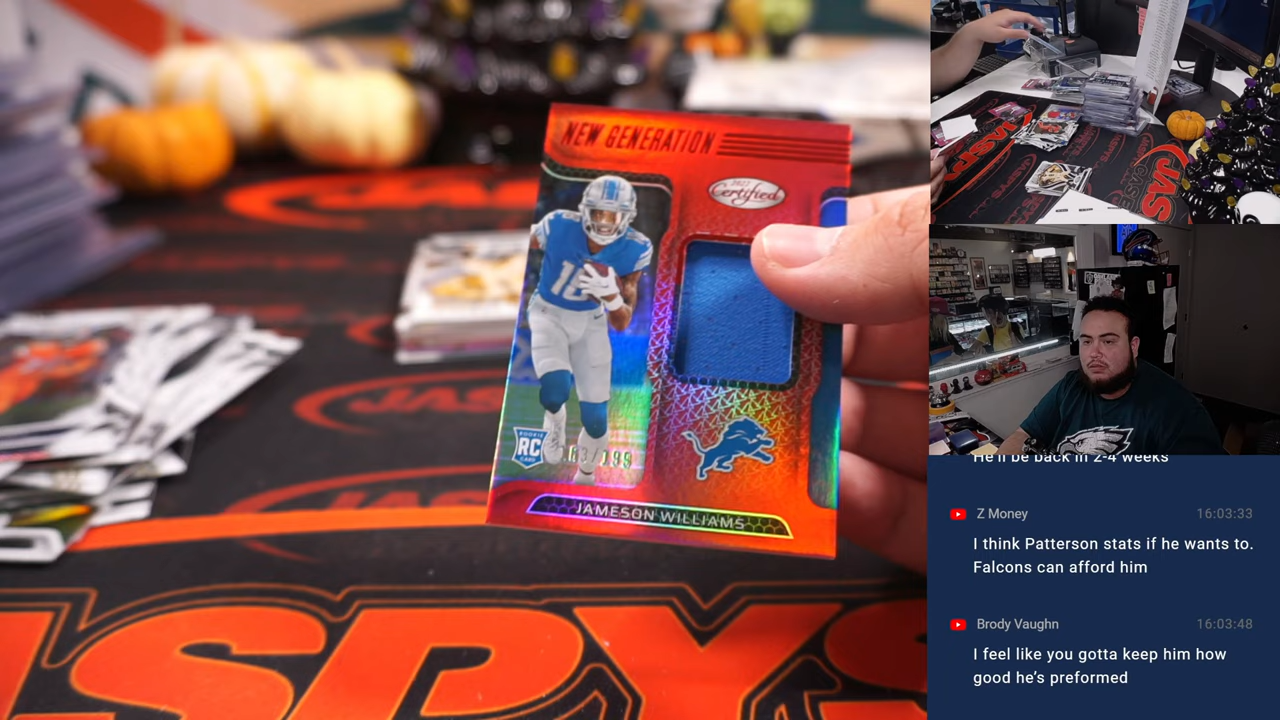 NEW GENERATION
2022
Certified
18
ROOKIE
RC
CARD
/199
JAMESON WILLIAMS
JASPYS
JAS
He'll be back in 2-4 weeks
Z Money
16:03:33
I think Patterson stats if he wants to.
Falcons can afford him
Brody Vaughn
16:03:48
I feel like you gotta keep him how
good he's preformed